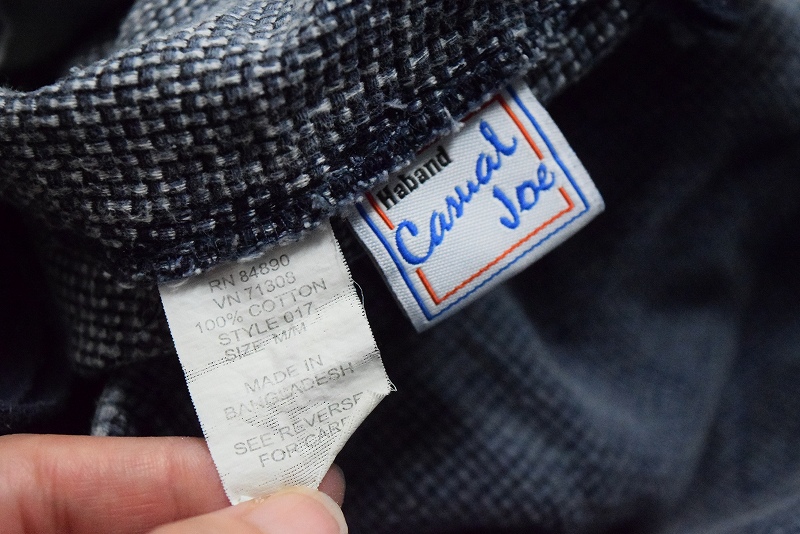 Haband
Casual
Joe
RN 84890
VN 71308
100% COTTON
STYLE 017
SIZE: M/M
MADE IN
BANGLADESH
SEE REVERSE
FOR CARE